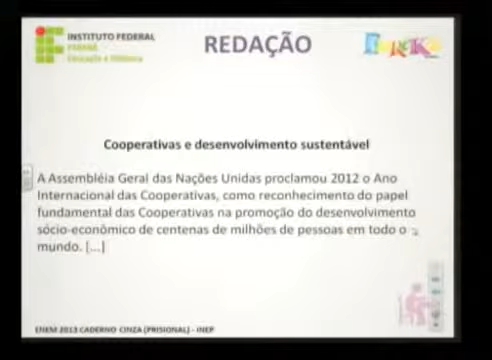 INSTITUTO FEDERAL
PARANÁ
Educação a Distância
REDAÇÃO
EUREKA
Cooperativas e desenvolvimento sustentável
A Assembléia Geral das Nações Unidas proclamou 2012 o Ano
Internacional das Cooperativas, como reconhecimento do papel
fundamental das Cooperativas na promoção do desenvolvimento
sócio-econômico de centenas de milhões de pessoas em todo o
mundo. [...]
ENEM 2013 CADERNO CINZA (PRISIONAL) - INEP